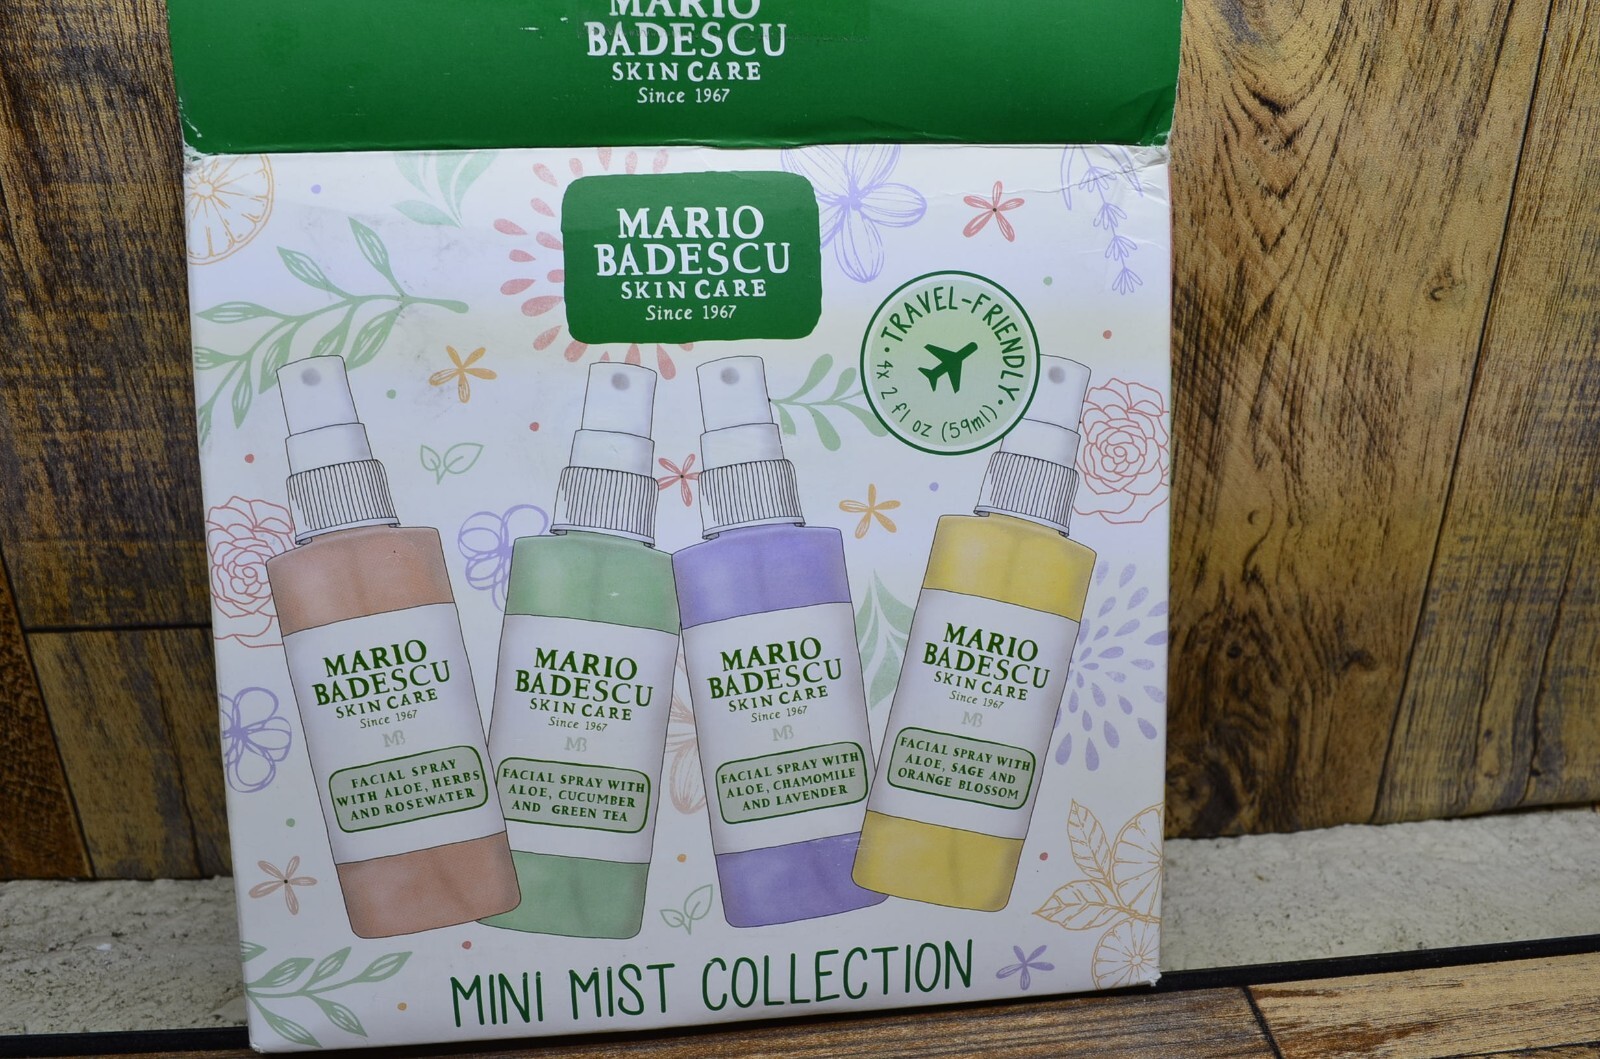 MARIO
BADESCU
SKIN CARE
Since 1967
MARIO
BADESCU
SKIN CARE
Since 1967
• TRAVEL-FRIENDLY •
4x 2 fl oz (59ml)
MARIO
BADESCU
SKIN CARE
Since 1967
MB
FACIAL SPRAY
WITH ALOE, HERBS
AND ROSEWATER
MARIO
BADESCU
SKIN CARE
Since 1967
MB
FACIAL SPRAY WITH
ALOE, CUCUMBER
AND GREEN TEA
MARIO
BADESCU
SKIN CARE
Since 1967
MB
FACIAL SPRAY WITH
ALOE, CHAMOMILE
AND LAVENDER
MARIO
BADESCU
SKIN CARE
Since 1967
MB
FACIAL SPRAY WITH
ALOE, SAGE AND
ORANGE BLOSSOM
MINI MIST COLLECTION